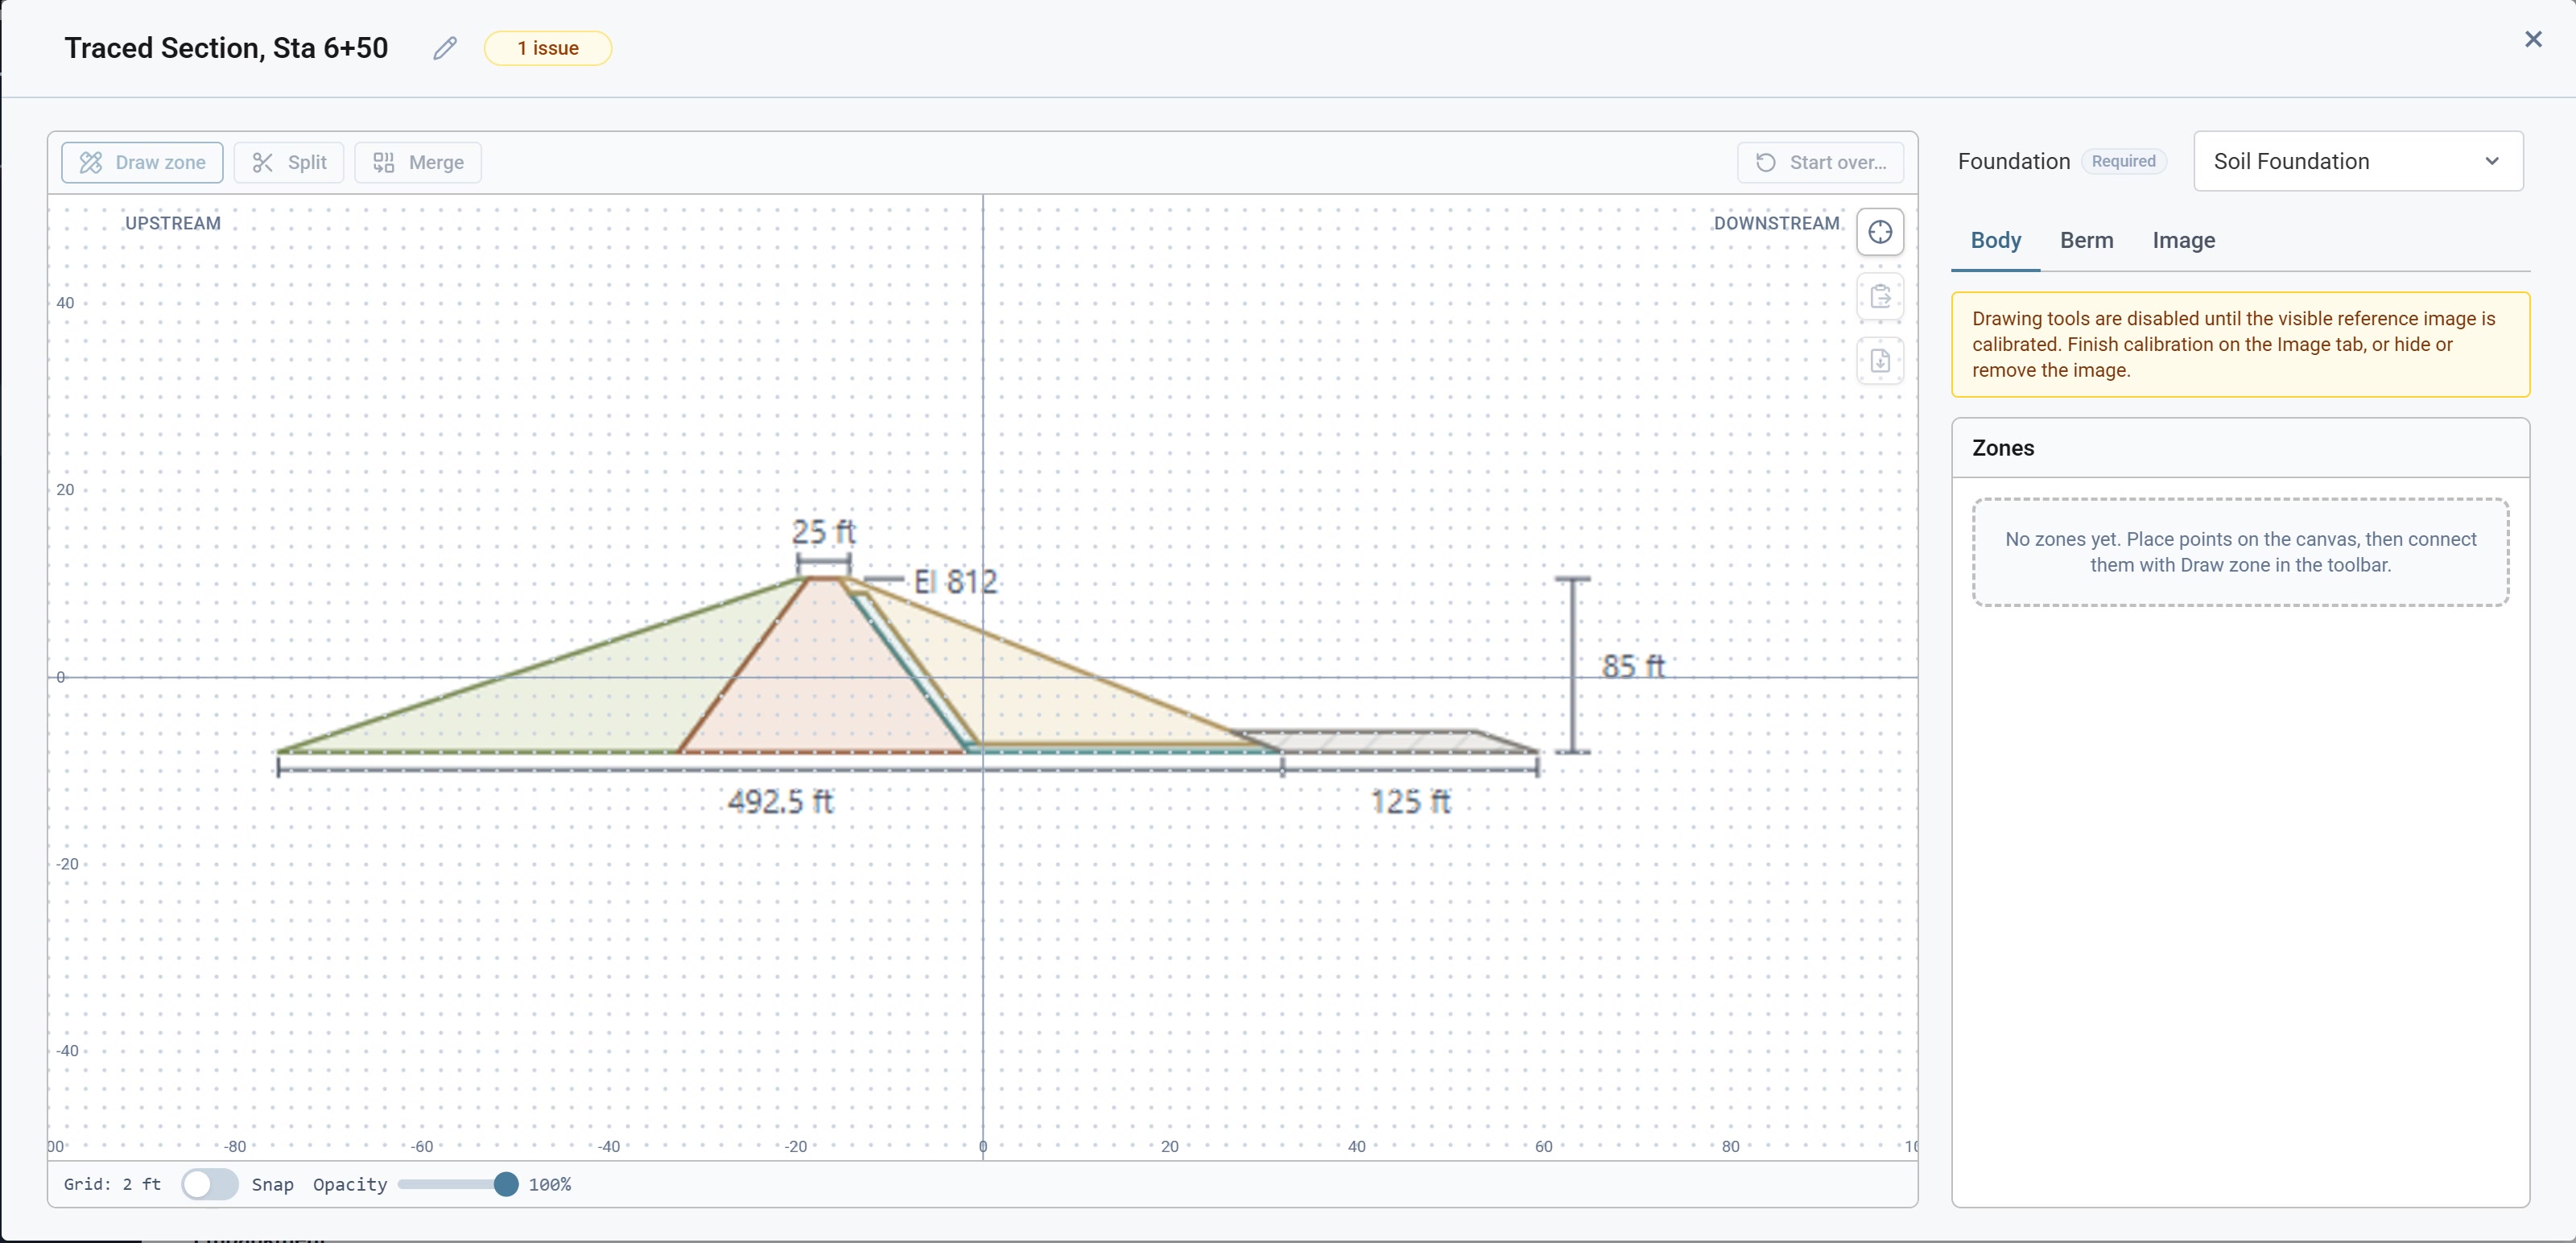 Traced Section, Sta 6+50
1 issue
Draw zone
Split
Merge
Start over...
Foundation
Required
Soil Foundation
UPSTREAM
DOWNSTREAM
Body
Berm
Image
Drawing tools are disabled until the visible reference image is
calibrated. Finish calibration on the Image tab, or hide or
remove the image.
Zones
No zones yet. Place points on the canvas, then connect
them with Draw zone in the toolbar.
40
20
0
-20
-40
25 ft
El 812
85 ft
492.5 ft
125 ft
-80
-60
-40
-20
0
20
40
60
80
Grid: 2 ft
Snap
Opacity
100%